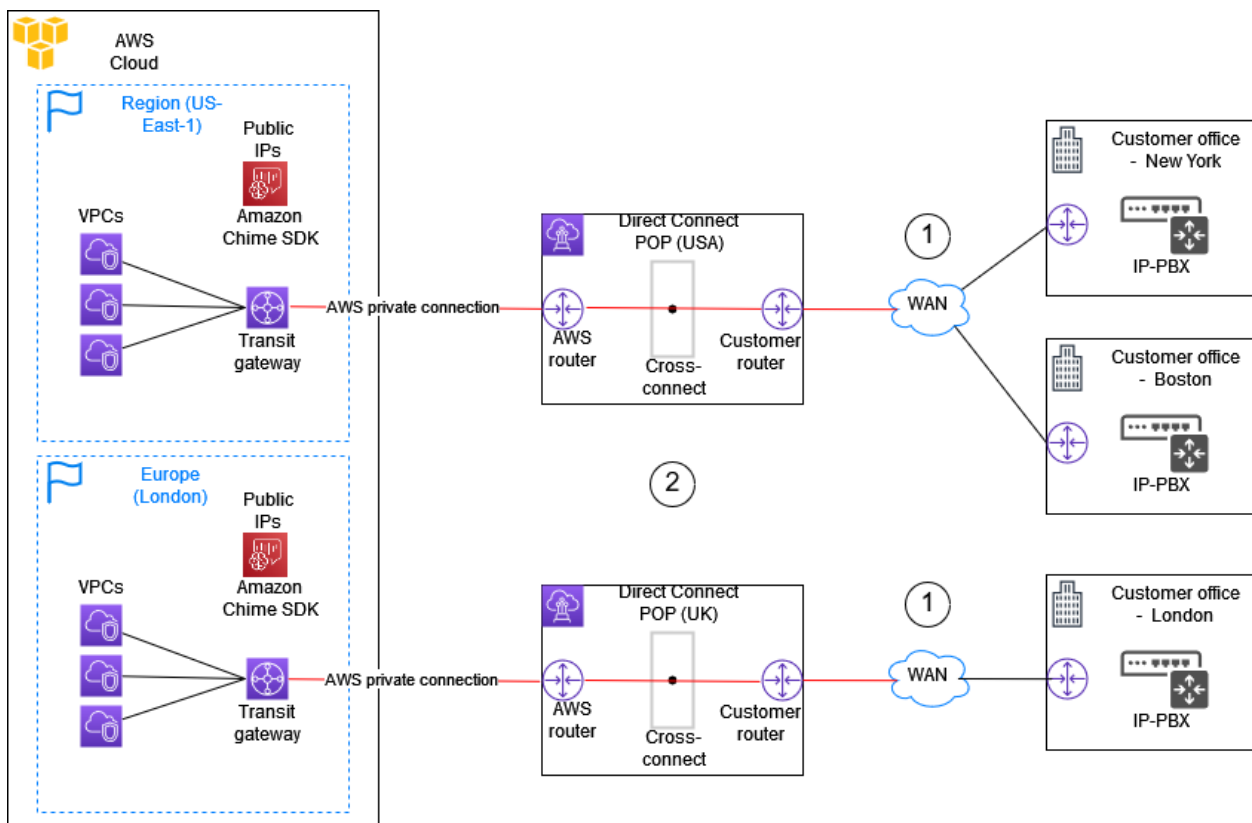 AWS
Cloud
Region (US-
East-1)
Public
IPs
Amazon
Chime SDK
VPCs
Transit
gateway
AWS private connection
Direct Connect
POP (USA)
AWS
router
Cross-
connect
Customer
router
1
WAN
Customer office
- New York
IP-PBX
Customer office
- Boston
IP-PBX
2
Europe
(London)
Public
IPs
Amazon
Chime SDK
VPCs
Transit
gateway
AWS private connection
Direct Connect
POP (UK)
AWS
router
Cross-
connect
Customer
router
1
WAN
Customer office
- London
IP-PBX